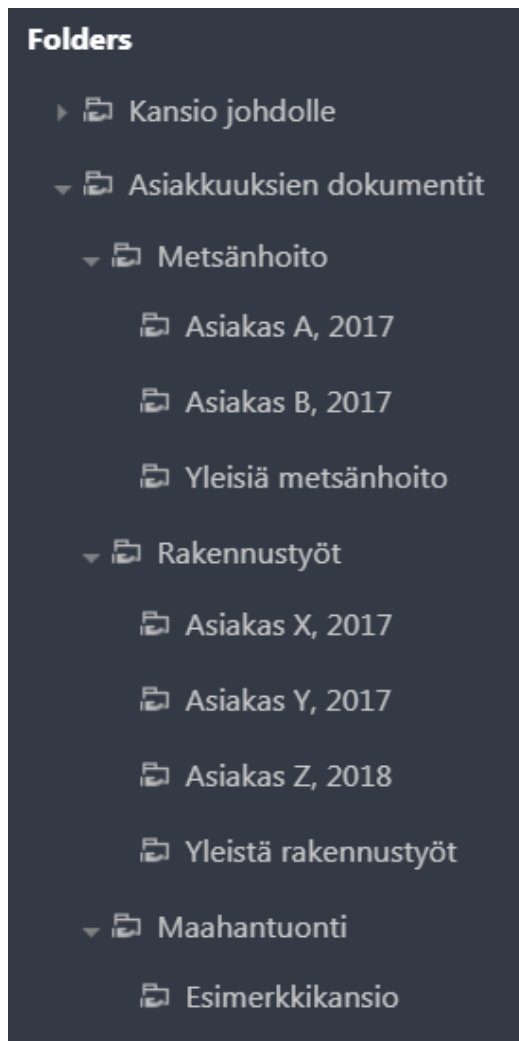 Folders
Kansio johdolle
Asiakkuuksien dokumentit
Metsänhoito
Asiakas A, 2017
Asiakas B, 2017
Yleisiä metsänhoito
Rakennustyöt
Asiakas X, 2017
Asiakas Y, 2017
Asiakas Z, 2018
Yleistä rakennustyöt
Maahantuonti
Esimerkkikansio